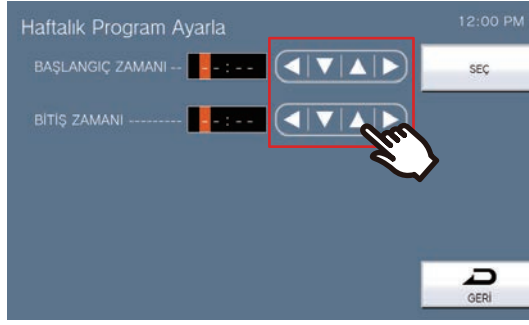 Haftalık Program Ayarla
12:00 PM
BAŞLANGIÇ ZAMANI -- --:--
SEÇ
BİTİŞ ZAMANI --------- --:--
GERİ